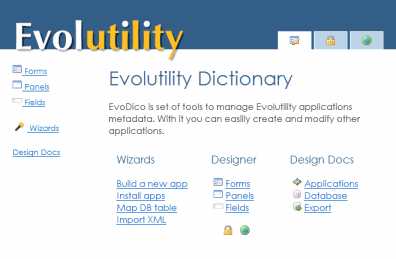 Evolutility
Forms
Panels
Fields
Wizards
Design Docs
Evolutility Dictionary
EvoDico is set of tools to manage Evolutility applications
metadata. With it you can easily create and modify other
applications.
Wizards
Build a new app
Install apps
Map DB table
Import XML
Designer
Forms
Panels
Fields
Design Docs
Applications
Database
Export